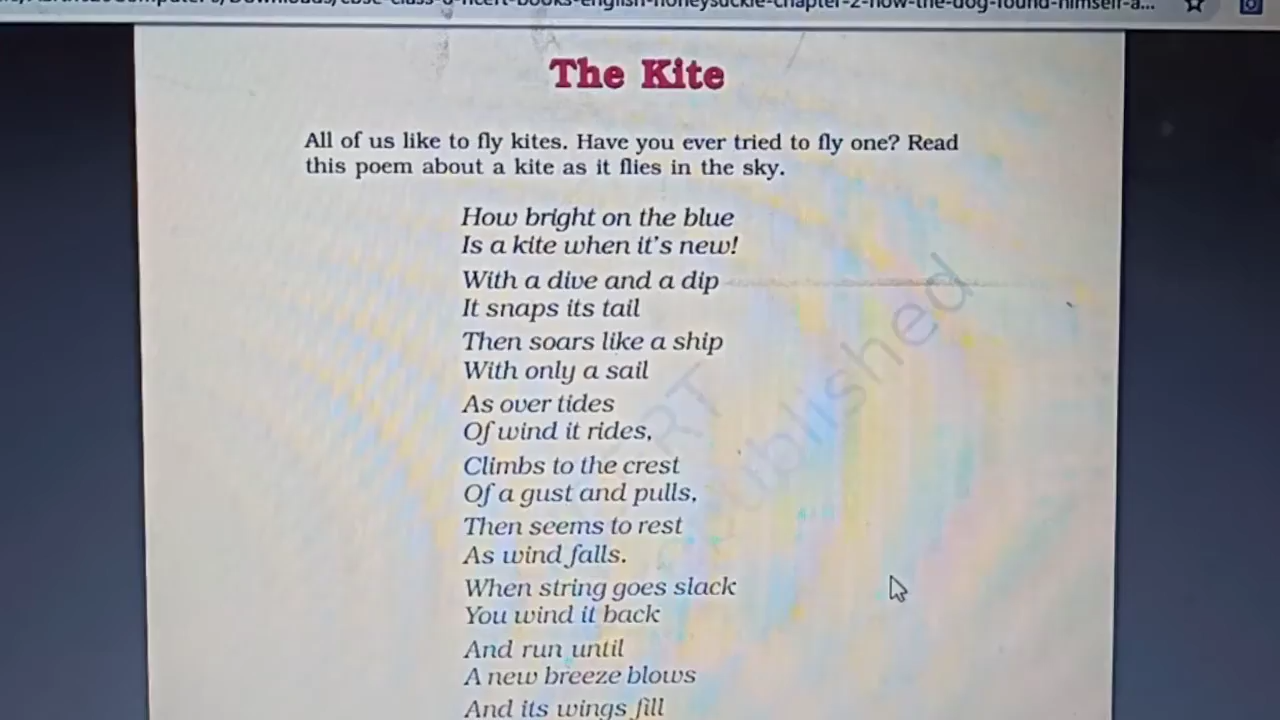 The Kite
All of us like to fly kites. Have you ever tried to fly one? Read
this poem about a kite as it flies in the sky.
How bright on the blue
Is a kite when it's new!
With a dive and a dip
It snaps its tail
Then soars like a ship
With only a sail
As over tides
Of wind it rides,
Climbs to the crest
Of a gust and pulls,
Then seems to rest
As wind falls.
When string goes slack
You wind it back
And run until
A new breeze blows
And its wings fill
published